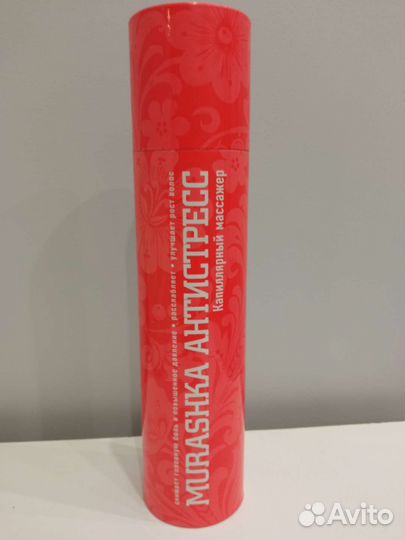 снимает головную боль и повышенное давление • расслабляет • улучшает рост волос
MURASHKA АНТИСТРЕСС
Капиллярный массажер
Avito